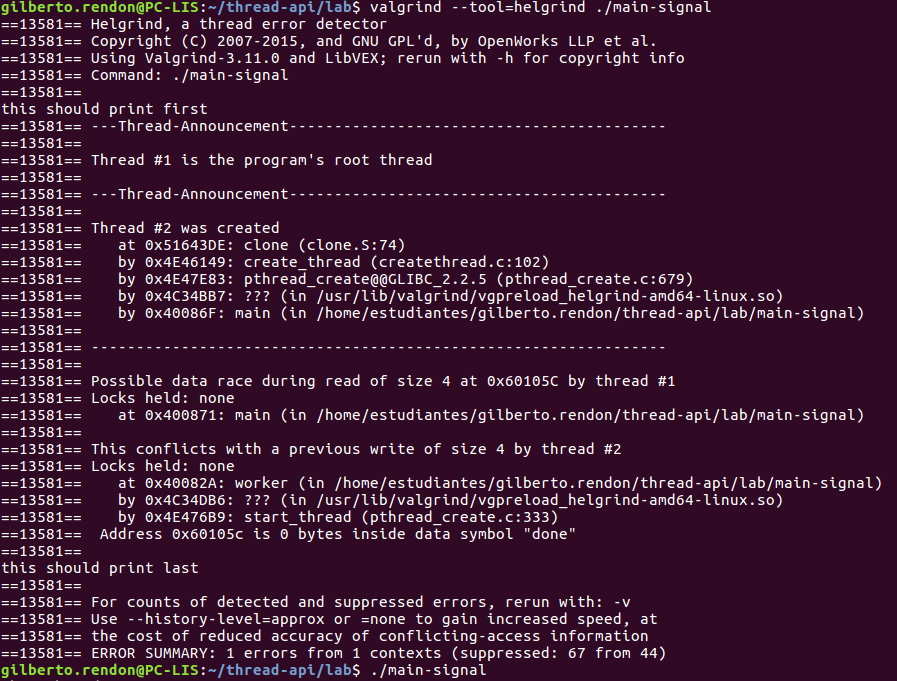 gilberto.rendon@PC-LIS:~/thread-api/lab$ valgrind --tool=helgrind ./main-signal
==13581== Helgrind, a thread error detector
==13581== Copyright (C) 2007-2015, and GNU GPL'd, by OpenWorks LLP et al.
==13581== Using Valgrind-3.11.0 and LibVEX; rerun with -h for copyright info
==13581== Command: ./main-signal
==13581==
this should print first
==13581== ---Thread-Announcement------------------------------------------
==13581==
==13581== Thread #1 is the program's root thread
==13581==
==13581== ---Thread-Announcement------------------------------------------
==13581==
==13581== Thread #2 was created
==13581==    at 0x51643DE: clone (clone.S:74)
==13581==    by 0x4E46149: create_thread (createthread.c:102)
==13581==    by 0x4E47E83: pthread_create@@GLIBC_2.2.5 (pthread_create.c:679)
==13581==    by 0x4C34BB7: ??? (in /usr/lib/valgrind/vgpreload_helgrind-amd64-linux.so)
==13581==    by 0x40086F: main (in /home/estudiantes/gilberto.rendon/thread-api/lab/main-signal)
==13581==
==13581== ----------------------------------------------------------------
==13581==
==13581== Possible data race during read of size 4 at 0x60105C by thread #1
==13581== Locks held: none
==13581==    at 0x400871: main (in /home/estudiantes/gilberto.rendon/thread-api/lab/main-signal)
==13581==
==13581== This conflicts with a previous write of size 4 by thread #2
==13581== Locks held: none
==13581==    at 0x40082A: worker (in /home/estudiantes/gilberto.rendon/thread-api/lab/main-signal)
==13581==    by 0x4C34DB6: ??? (in /usr/lib/valgrind/vgpreload_helgrind-amd64-linux.so)
==13581==    by 0x4E476B9: start_thread (pthread_create.c:333)
==13581==  Address 0x60105c is 0 bytes inside data symbol "done"
==13581==
this should print last
==13581==
==13581== For counts of detected and suppressed errors, rerun with: -v
==13581== Use --history-level=approx or =none to gain increased speed, at
==13581== the cost of reduced accuracy of conflicting-access information
==13581== ERROR SUMMARY: 1 errors from 1 contexts (suppressed: 67 from 44)
gilberto.rendon@PC-LIS:~/thread-api/lab$ ./main-signal